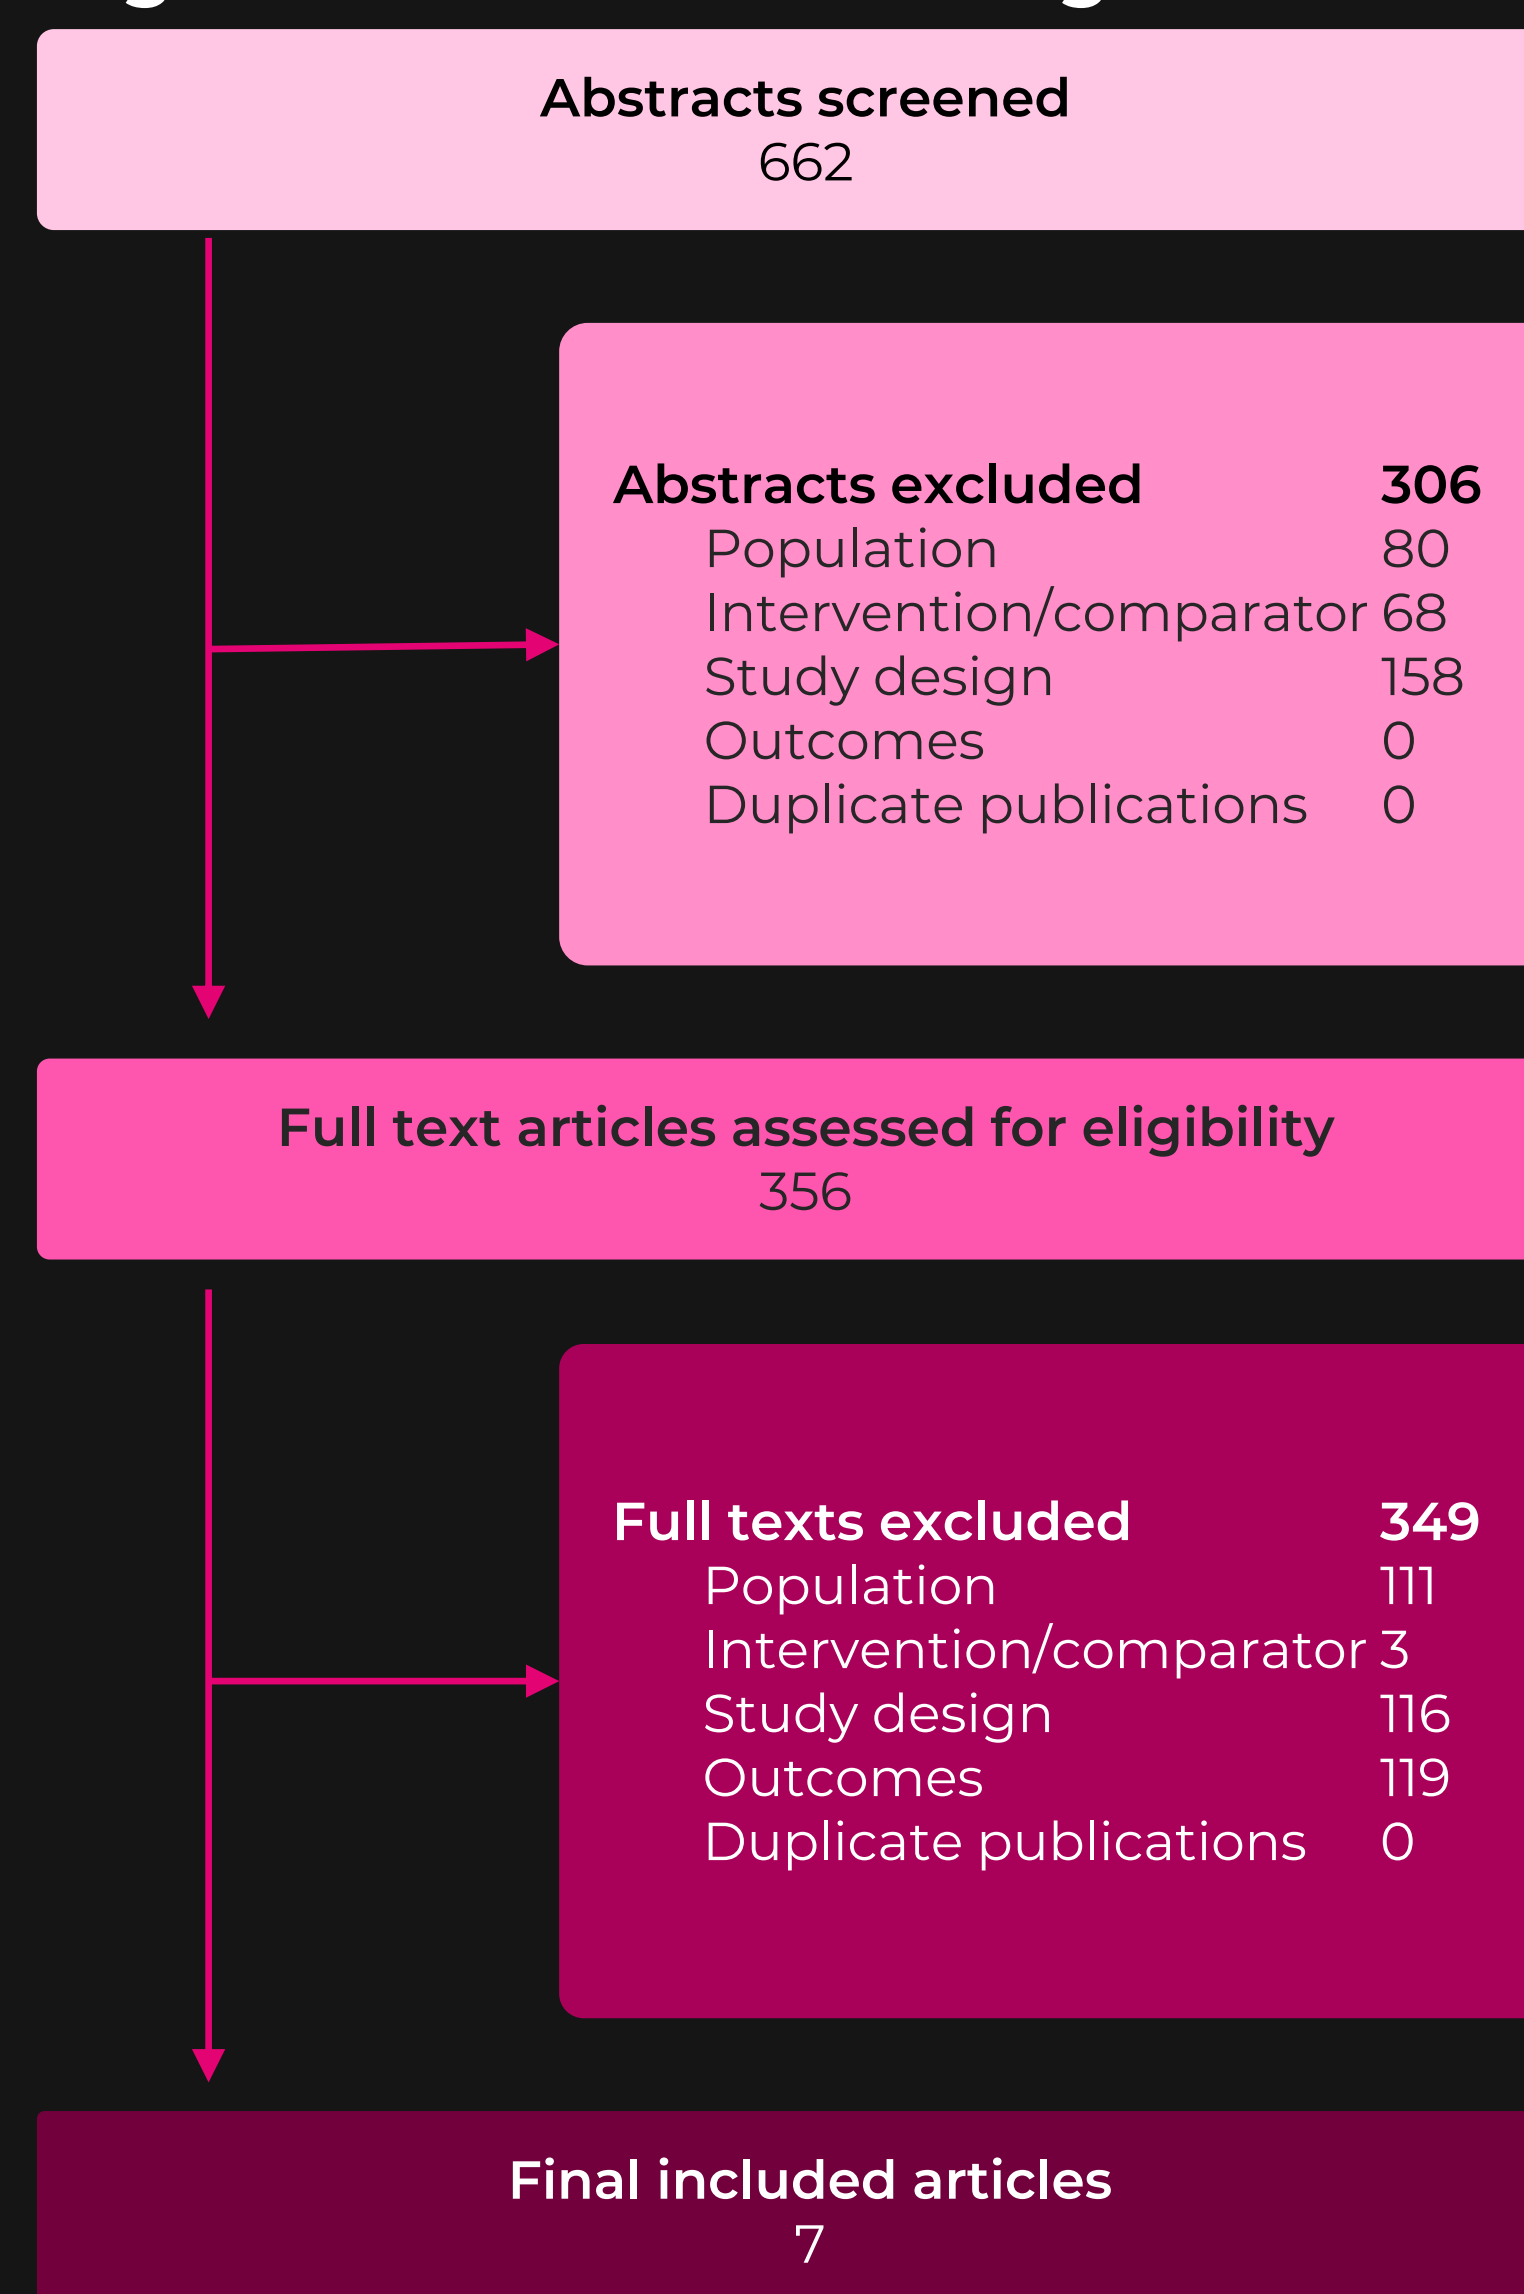 Abstracts screened
662
Abstracts excluded 306
Population 80
Intervention/comparator 68
Study design 158
Outcomes 0
Duplicate publications 0
Full text articles assessed for eligibility
356
Full texts excluded 349
Population 111
Intervention/comparator 3
Study design 116
Outcomes 119
Duplicate publications 0
Final included articles
7